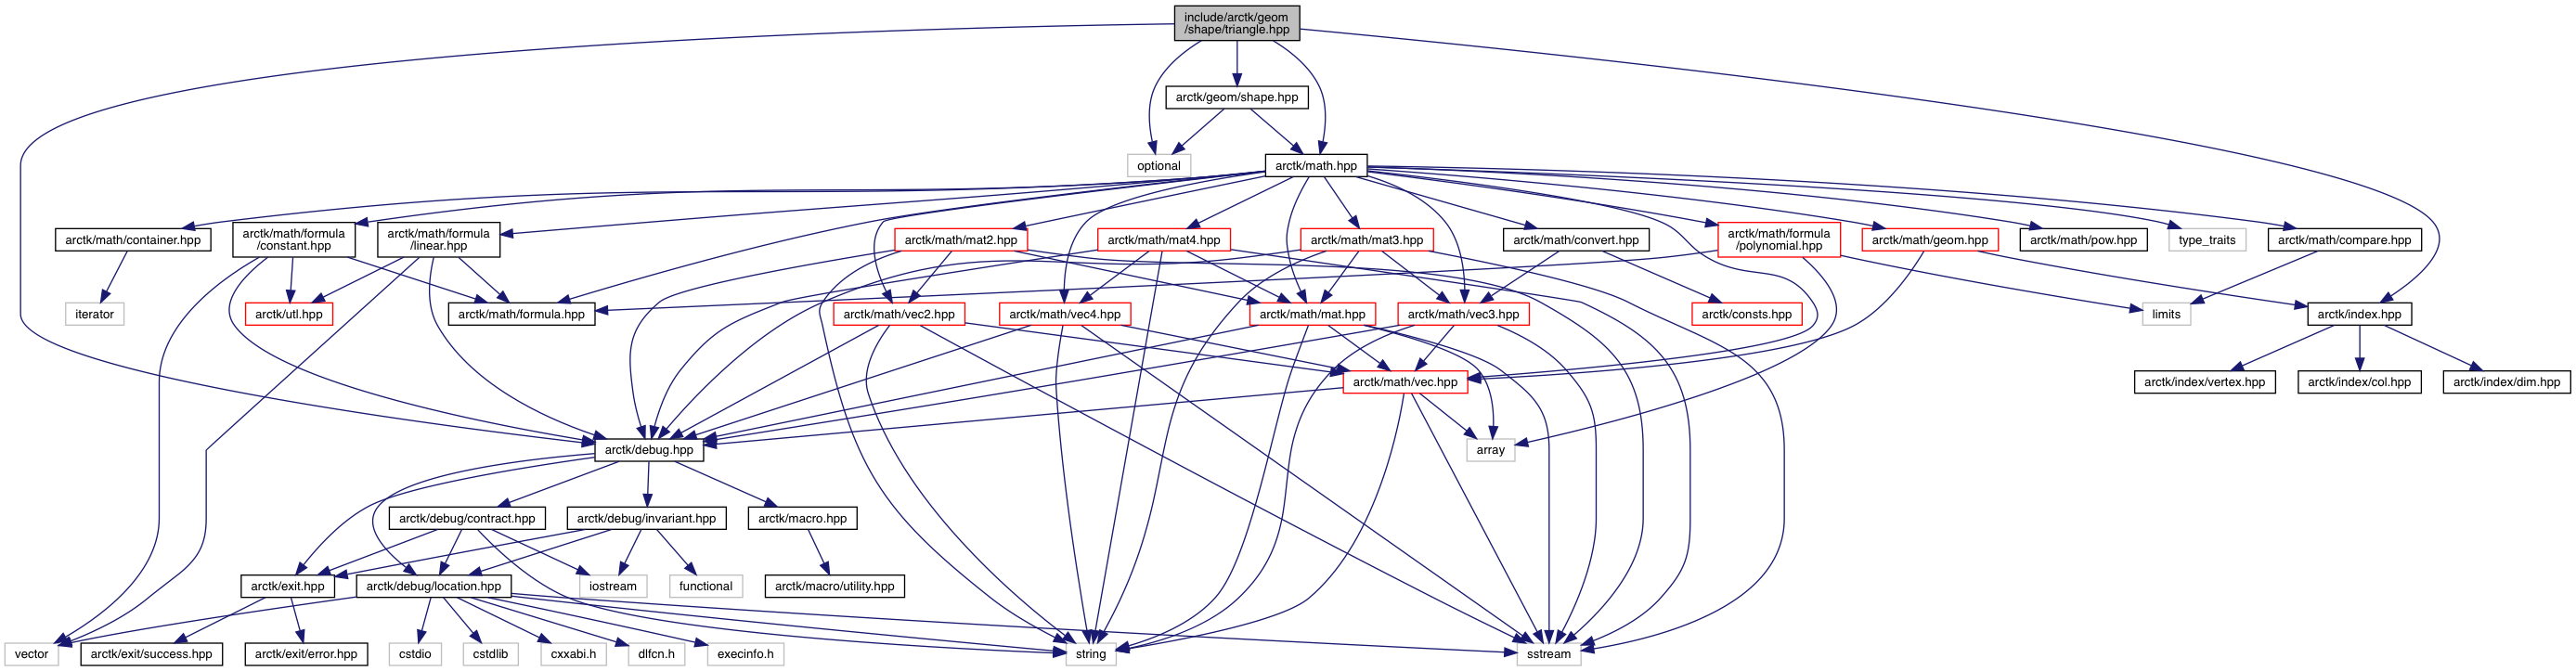 include/arctk/geom
/shape/triangle.hpp
arctk/geom/shape.hpp
optional
arctk/math.hpp
arctk/math/container.hpp
arctk/math/formula
/constant.hpp
arctk/math/formula
/linear.hpp
arctk/math/mat2.hpp
arctk/math/mat4.hpp
arctk/math/mat3.hpp
arctk/math/convert.hpp
arctk/math/formula
/polynomial.hpp
arctk/math/geom.hpp
arctk/math/pow.hpp
type_traits
arctk/math/compare.hpp
iterator
arctk/utl.hpp
arctk/math/formula.hpp
arctk/math/vec2.hpp
arctk/math/vec4.hpp
arctk/math/mat.hpp
arctk/math/vec3.hpp
arctk/consts.hpp
limits
arctk/index.hpp
arctk/math/vec.hpp
arctk/index/vertex.hpp
arctk/index/col.hpp
arctk/index/dim.hpp
arctk/debug.hpp
array
arctk/debug/contract.hpp
arctk/debug/invariant.hpp
arctk/macro.hpp
arctk/exit.hpp
arctk/debug/location.hpp
iostream
functional
arctk/macro/utility.hpp
vector
arctk/exit/success.hpp
arctk/exit/error.hpp
cstdio
cstdlib
cxxabi.h
dlfcn.h
execinfo.h
string
sstream